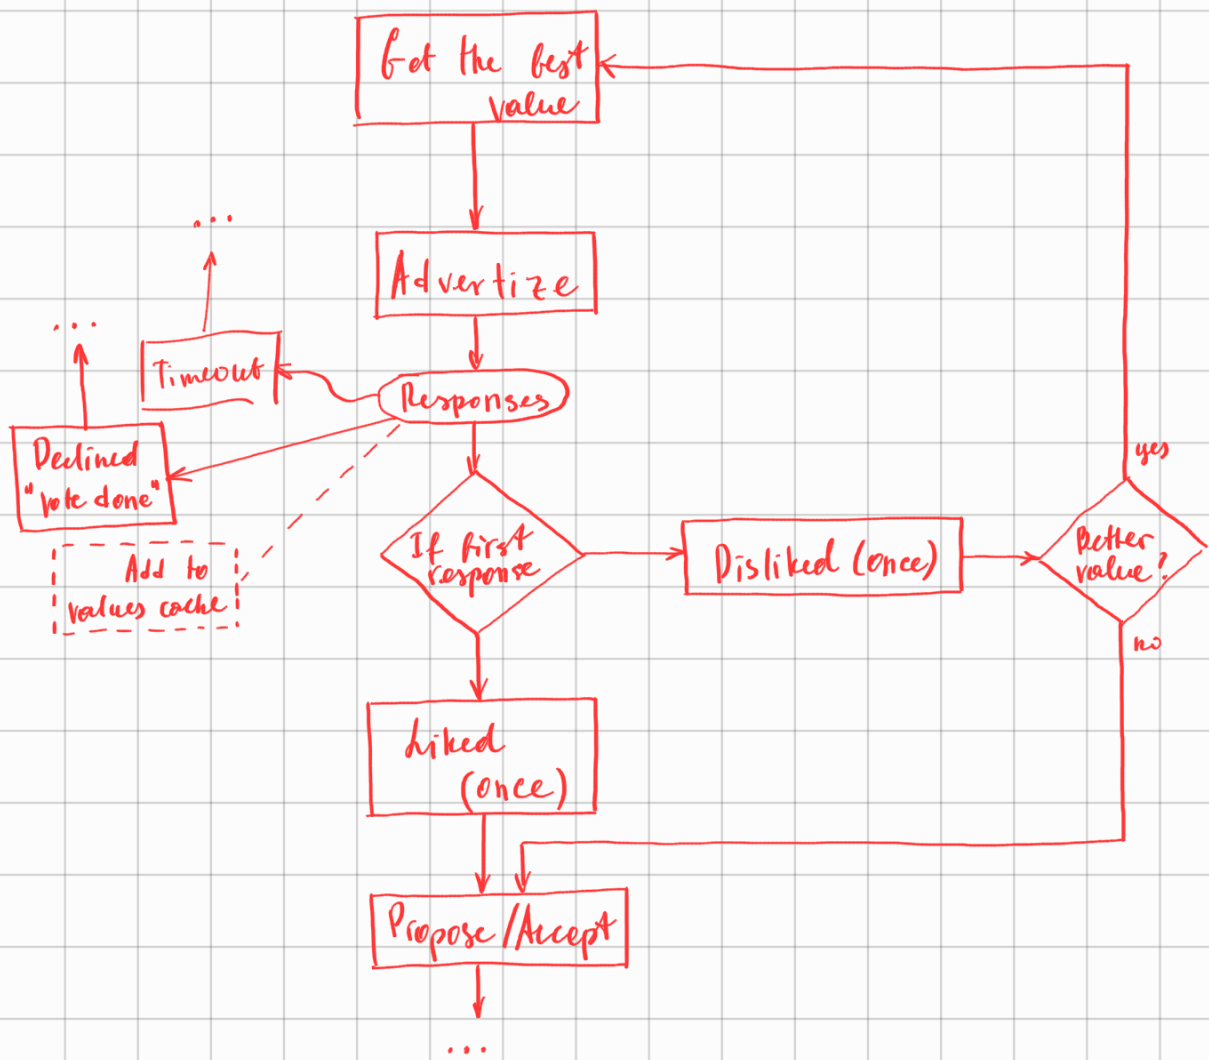 Get the best
value
Advertize
...
...
Timeout
Responses
Declined
"vote done"
Add to
values cache
If first
response
Disliked (once)
Better
value?
yes
no
Liked
(once)
Propose/Accept
...